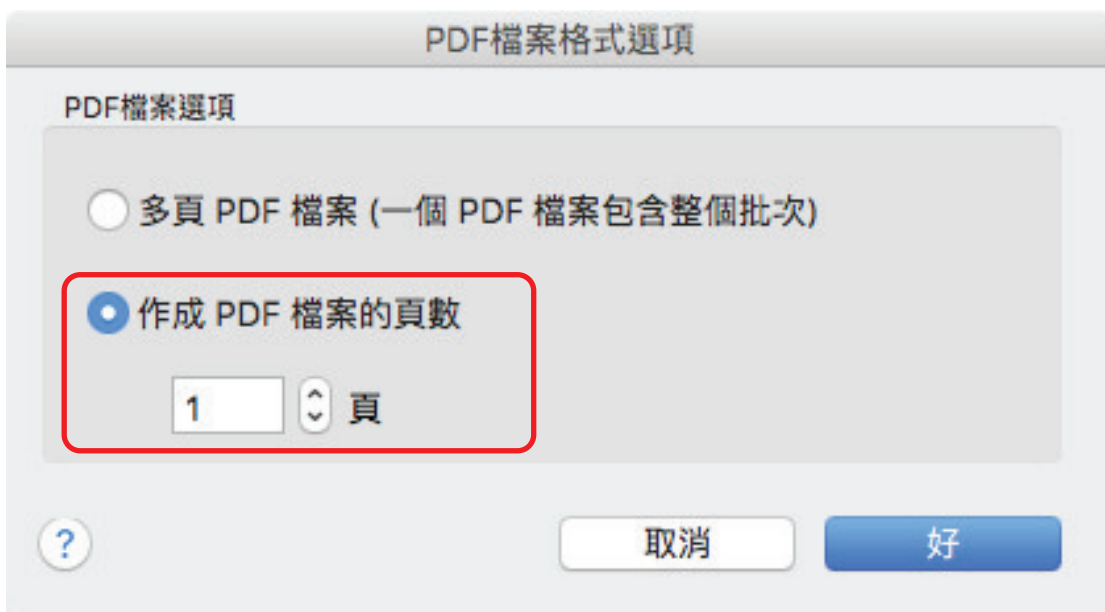 PDF檔案格式選項
PDF檔案選項
多頁 PDF 檔案 (一個 PDF 檔案包含整個批次)
作成 PDF 檔案的頁數
1 頁
? 取消 好